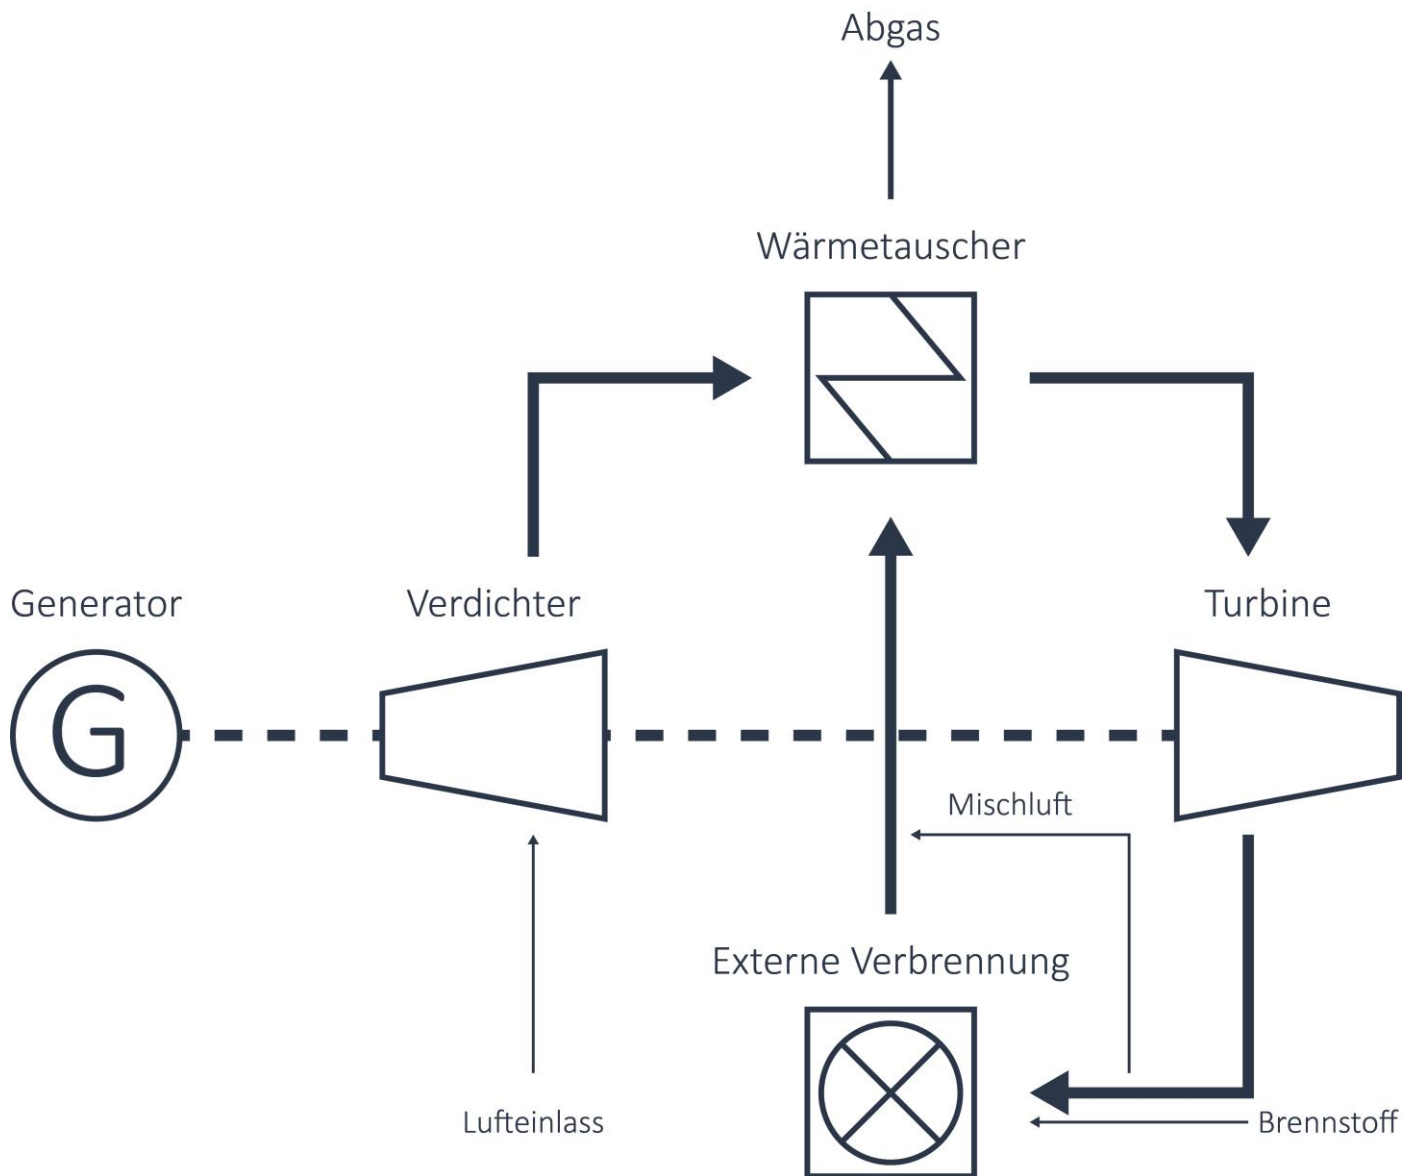 Abgas
Wärmetauscher
Generator
Verdichter
Turbine
G
Mischluft
Externe Verbrennung
Lufteinlass
Brennstoff